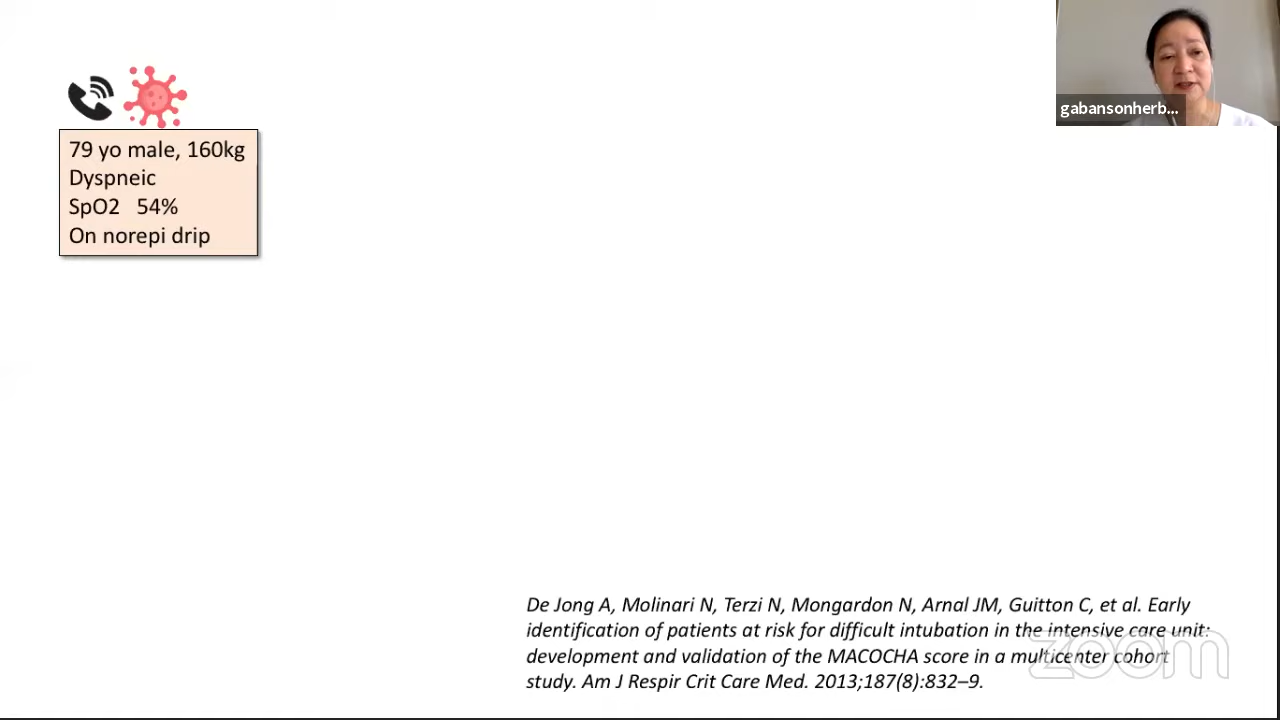 gabansonherb...
79 yo male, 160kg
Dyspneic
SpO2 54%
On norepi drip
De Jong A, Molinari N, Terzi N, Mongardon N, Arnal JM, Guitton C, et al. Early
identification of patients at risk for difficult intubation in the intensive care unit:
development and validation of the MACOCHA score in a multicenter cohort
study. Am J Respir Crit Care Med. 2013;187(8):832–9.
zoom